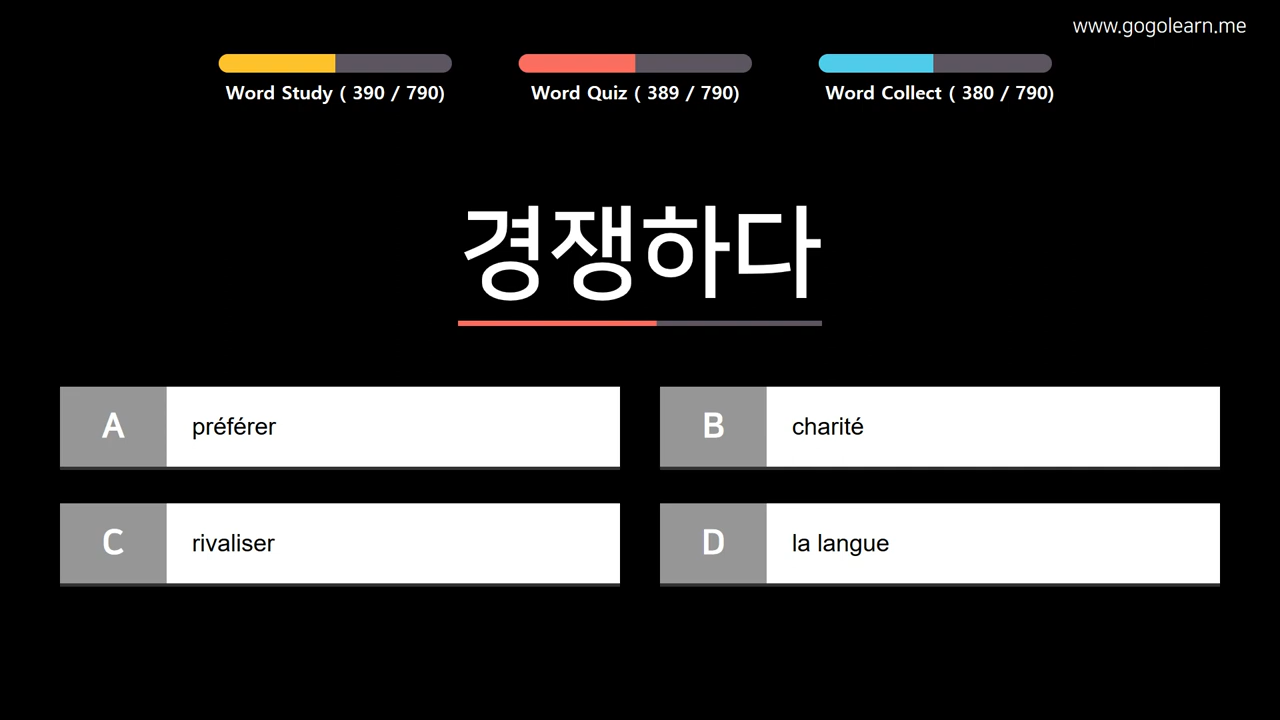 www.gogolearn.me
Word Study ( 390 / 790)
Word Quiz ( 389 / 790)
Word Collect ( 380 / 790)
경쟁하다
A préférer
B charité
C rivaliser
D la langue